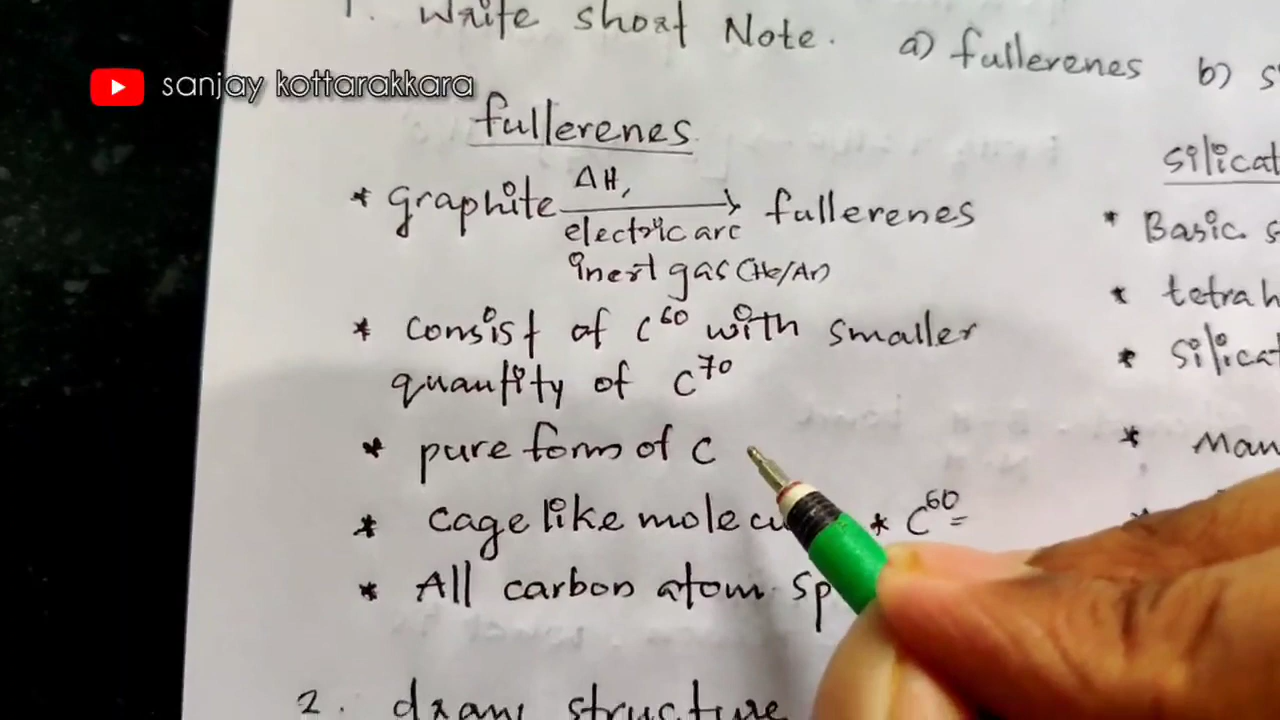 1. Write short Note. a) fullerenes b) s
sanjay kottarakkara
fullerenes
* Graphite ΔH, → fullerenes
electric arc
inert gas (He/Ar)
* consist of C⁶⁰ with smaller
quantity of C⁷⁰
* pure form of C
* cage like molecu * C⁶⁰
* All carbon atom sp
2. draw structure
silicat
* Basic s
* tetrah
* Silicat
* Man